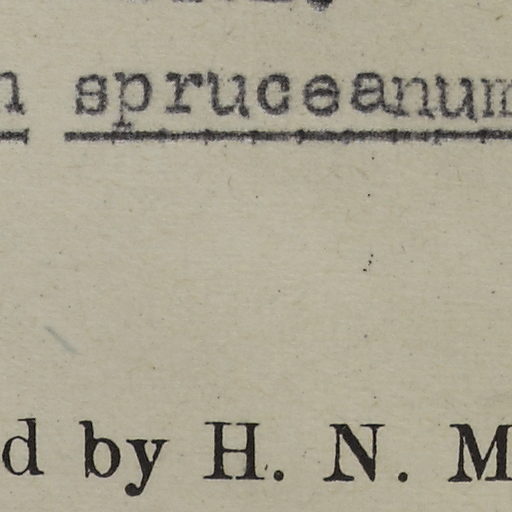 n spruceanum
d by H. N. M